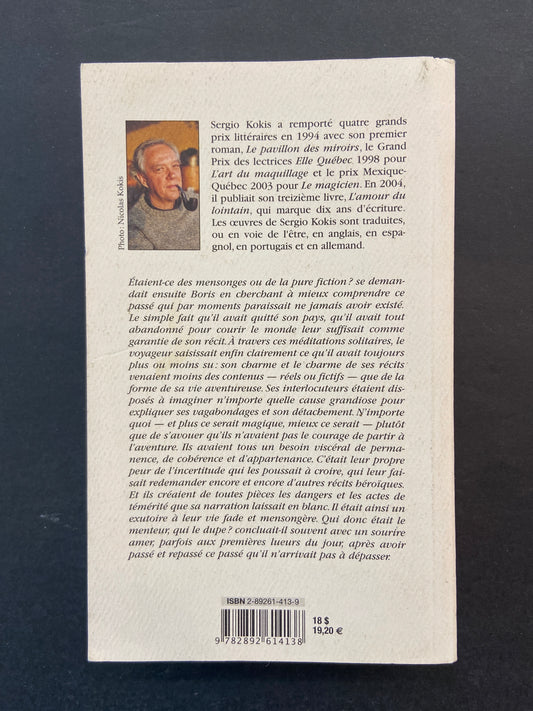 Sergio Kokis a remporté quatre grands
prix littéraires en 1994 avec son premier
roman, Le pavillon des miroirs, le Grand
Prix des lectrices Elle Québec 1998 pour
L'art du maquillage et le prix Mexique-
Québec 2003 pour Le magicien. En 2004,
il publiait son treizième livre, L'amour du
lointain, qui marque dix ans d'écriture.
Les œuvres de Sergio Kokis sont traduites,
ou en voie de l'être, en anglais, en espa-
gnol, en portugais et en allemand.
Photo : Nicolas Kokis
Étaient-ce des mensonges ou de la pure fiction ? se deman-
dait ensuite Boris en cherchant à mieux comprendre ce
passé qui par moments paraissait ne jamais avoir existé.
Le simple fait qu'il avait quitté son pays, qu'il avait tout
abandonné pour courir le monde leur suffisait comme
garantie de son récit. À travers ces méditations solitaires, le
voyageur saisissait enfin clairement ce qu'il avait toujours
plus ou moins su : son charme et le charme de ses récits
venaient moins des contenus — réels ou fictifs — que de la
forme de sa vie aventureuse. Ses interlocuteurs étaient dis-
posés à imaginer n'importe quelle cause grandiose pour
expliquer ses vagabondages et son détachement. N'importe
quoi — et plus ce serait magique, mieux ce serait — plutôt
que de s'avouer qu'ils n'avaient pas le courage de partir à
l'aventure. Ils avaient tous un besoin viscéral de perma-
nence, de cohérence et d'appartenance. C'était leur propre
peur de l'incertitude qui les poussait à croire, qui leur fai-
sait redemander encore et encore d'autres récits héroïques.
Et ils créaient de toutes pièces les dangers et les actes de
témérité que sa narration laissait en blanc. Il était ainsi un
exutoire à leur vie fade et mensongère. Qui donc était le
menteur, qui le dupe ? concluait-il souvent avec un sourire
amer, parfois aux premières lueurs du jour, après avoir
passé et repassé ce passé qu'il n'arrivait pas à dépasser.
ISBN 2-89261-413-9
18 $
19,20 €
9 782892 614138